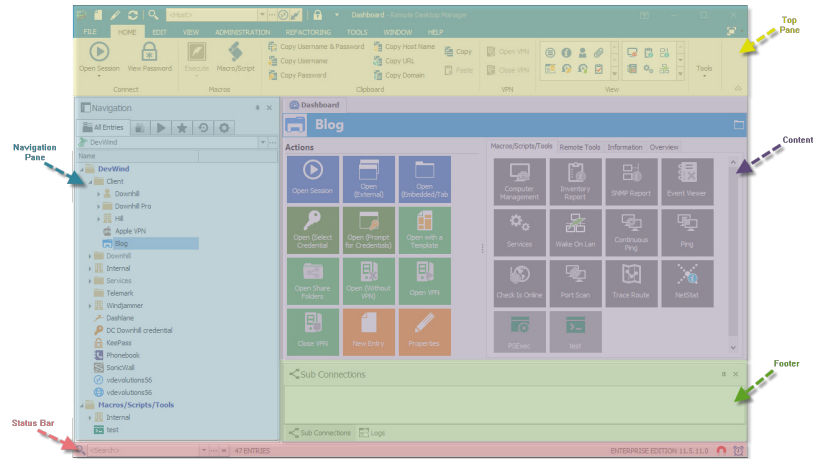 <Host>
Dashboard - Remote Desktop Manager
Top Pane
FILE HOME EDIT VIEW ADMINISTRATION REFACTORING TOOLS WINDOW HELP
Open Session View Password
Connect
Execute Macro/Script
Macros
Copy Username & Password Copy Host Name
Copy Username Copy URL Copy
Copy Password Copy Domain Paste
Clipboard
Open VPN
Close VPN
VPN
View
Tools
Navigation
All Entries
DevWind
Name
Navigation Pane
DevWind
Client
Downhill
Downhill Pro
Hill
Apple VPN
Blog
Downhill
Internal
Services
Telemark
Windjammer
Dashlane
DC Downhill credential
KeePass
Phonebook
SonicWall
vdevolutions56
vdevolutions56
Macros/Scripts/Tools
Internal
test
Dashboard
Blog
Content
Actions
Open Session
Open (External)
Open (Embedded/Tab
Open (Select Credential
Open (Prompt for Credentials)
Open with a Template
Open Share Folders
Open (Without VPN)
Open VPN
Close VPN
New Entry
Properties
Macros/Scripts/Tools Remote Tools Information Overview
Computer Management
Inventory Report
SNMP Report
Event Viewer
Services
Wake On Lan
Continuous Ping
Ping
Check Is Online
Port Scan
Trace Route
NetStat
PSExec
test
Sub Connections
Footer
Sub Connections Logs
Status Bar
<Search>
47 ENTRIES
ENTERPRISE EDITION 11.5.11.0